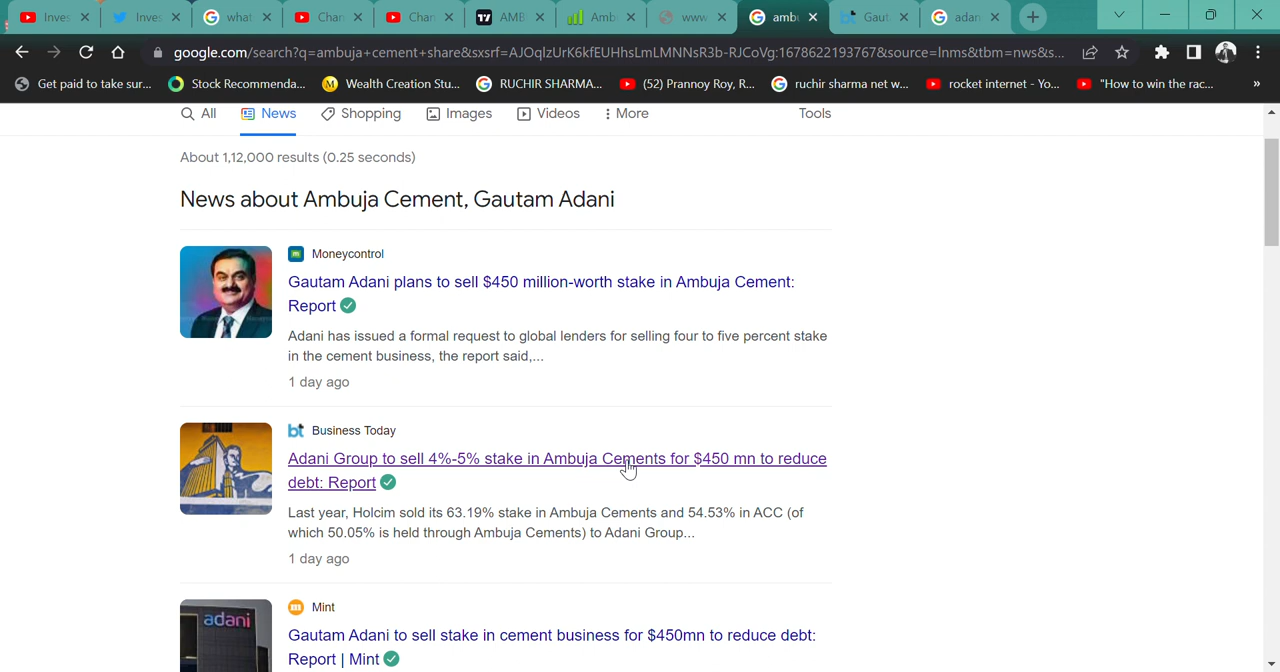 Inves
Inves
what
Chan
Chan
AMB
Amb
www
ambu
Gaut
adan
google.com/search?q=ambuja+cement+share&sxsrf=AJOqlzUrK6kfEUHhsLmLMNNsR3b-RJCoVg:1678622193767&source=lnms&tbm=nws&s...
Get paid to take sur...
Stock Recommenda...
Wealth Creation Stu...
RUCHIR SHARMA...
(52) Prannoy Roy, R...
ruchir sharma net w...
rocket internet - Yo...
"How to win the rac...
»
All
News
Shopping
Images
Videos
More
Tools
About 1,12,000 results (0.25 seconds)
News about Ambuja Cement, Gautam Adani
Moneycontrol
Gautam Adani plans to sell $450 million-worth stake in Ambuja Cement:
Report
Adani has issued a formal request to global lenders for selling four to five percent stake
in the cement business, the report said,...
1 day ago
bt Business Today
Adani Group to sell 4%-5% stake in Ambuja Cements for $450 mn to reduce
debt: Report
Last year, Holcim sold its 63.19% stake in Ambuja Cements and 54.53% in ACC (of
which 50.05% is held through Ambuja Cements) to Adani Group...
1 day ago
adani
Mint
Gautam Adani to sell stake in cement business for $450mn to reduce debt:
Report | Mint